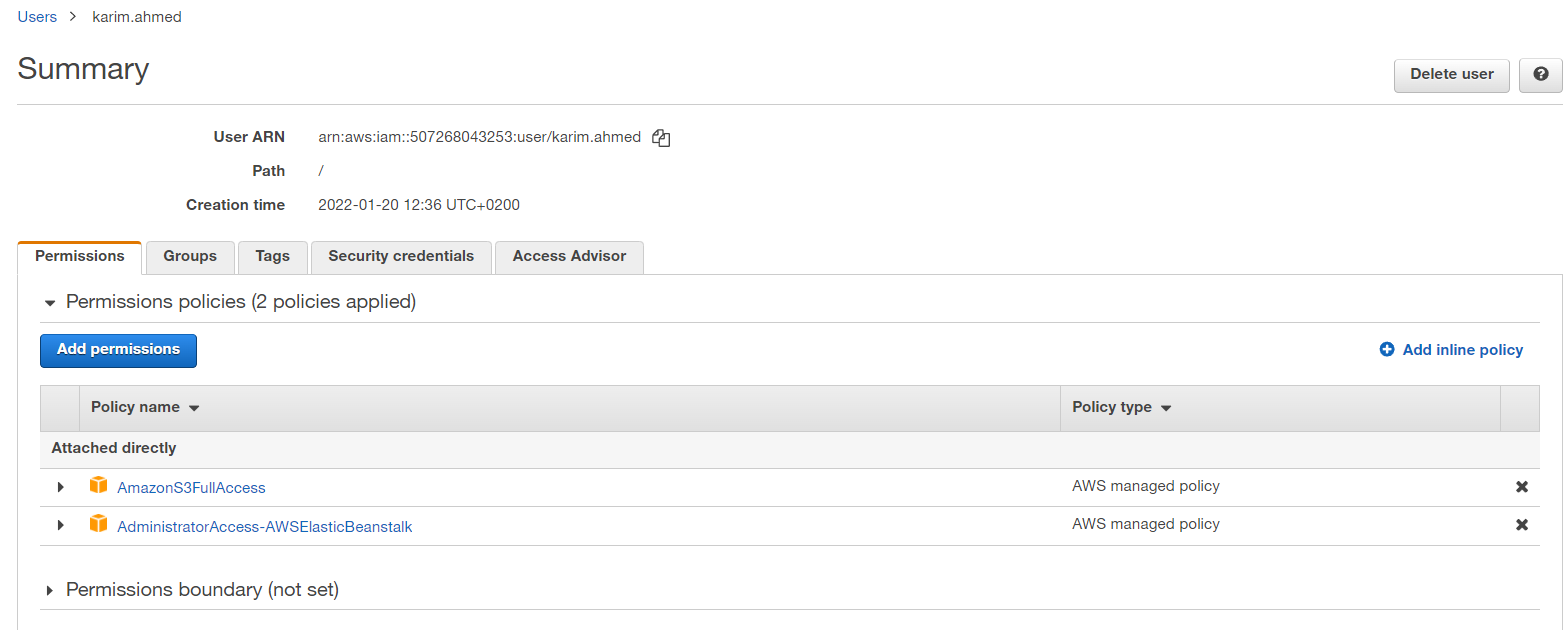 Users > karim.ahmed
Summary
Delete user ?
User ARN arn:aws:iam::507268043253:user/karim.ahmed
Path /
Creation time 2022-01-20 12:36 UTC+0200
Permissions Groups Tags Security credentials Access Advisor
Permissions policies (2 policies applied)
Add permissions Add inline policy
Policy name Policy type
Attached directly
AmazonS3FullAccess AWS managed policy
AdministratorAccess-AWSElasticBeanstalk AWS managed policy
Permissions boundary (not set)